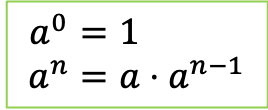 a⁰ = 1
aⁿ = a · aⁿ⁻¹